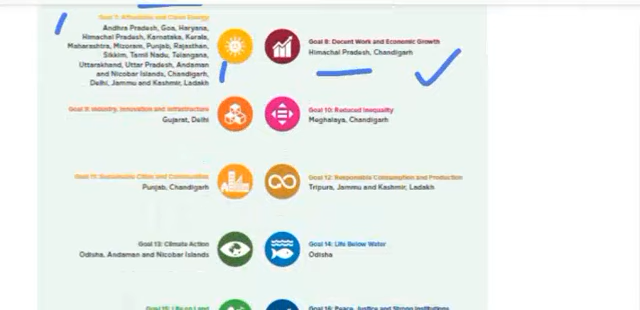 Goal 7: Affordable and Clean Energy
Andhra Pradesh, Goa, Haryana,
Himachal Pradesh, Karnataka, Kerala,
Maharashtra, Mizoram, Punjab, Rajasthan,
Sikkim, Tamil Nadu, Telangana,
Uttarakhand, Uttar Pradesh, Andaman
and Nicobar Islands, Chandigarh,
Delhi, Jammu and Kashmir, Ladakh
Goal 8: Decent Work and Economic Growth
Himachal Pradesh, Chandigarh
Goal 9: Industry, Innovation and Infrastructure
Gujarat, Delhi
Goal 10: Reduced Inequality
Meghalaya, Chandigarh
Goal 11: Sustainable Cities and Communities
Punjab, Chandigarh
Goal 12: Responsible Consumption and Production
Tripura, Jammu and Kashmir, Ladakh
Goal 13: Climate Action
Odisha, Andaman and Nicobar Islands
Goal 14: Life Below Water
Odisha
Goal 15: Life on Land
Goal 16: Peace, Justice and Strong Institutions